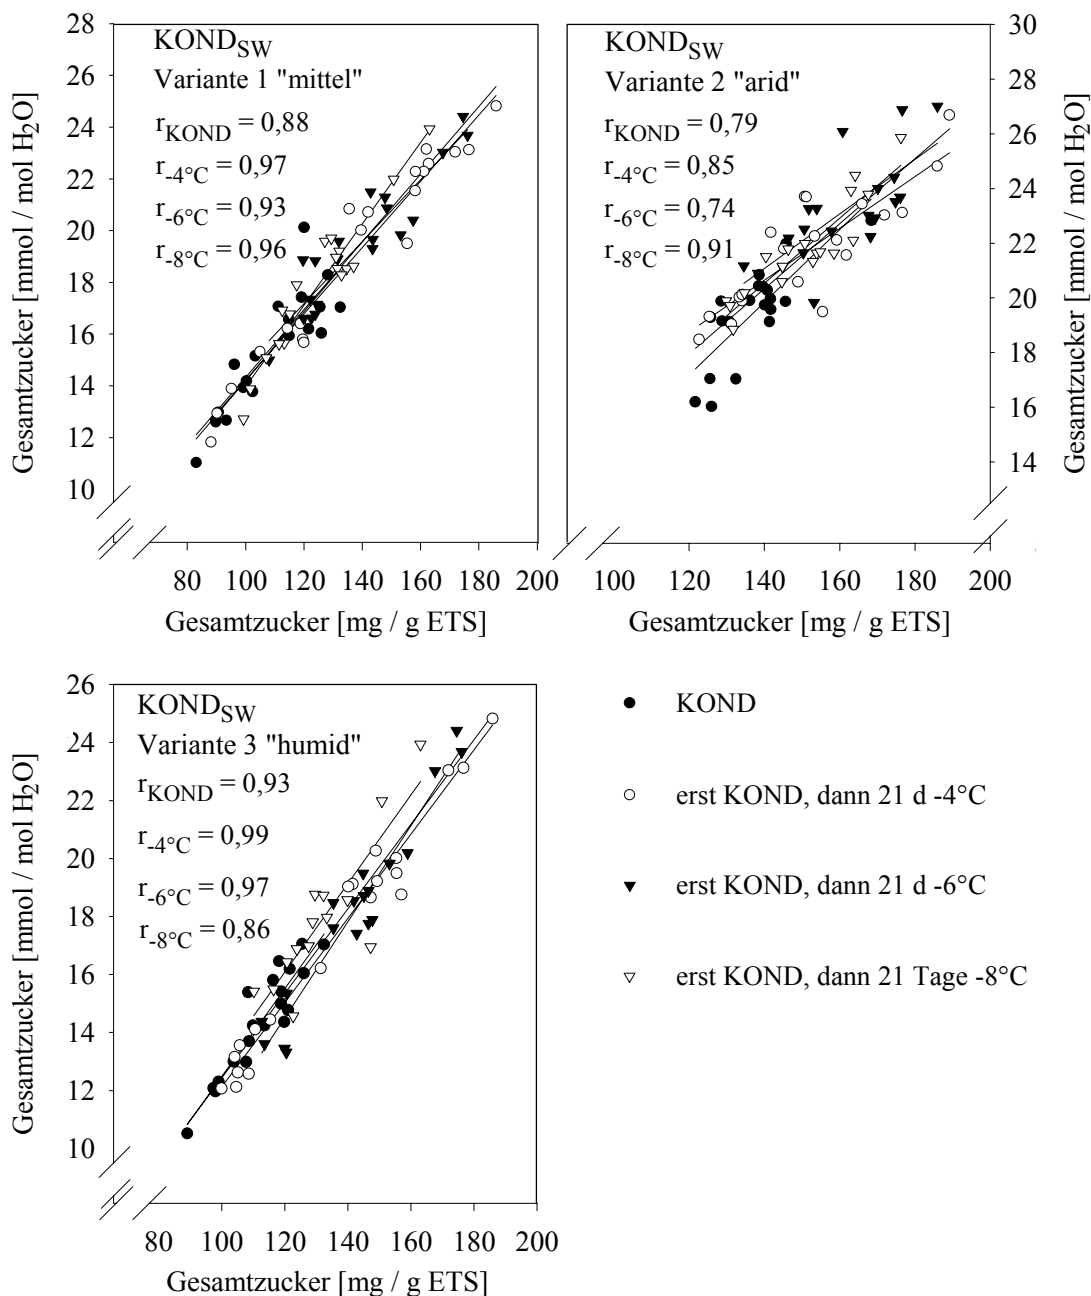 KOND_SW
Variante 1 "mittel"
r_KOND = 0,88
r_-4°C = 0,97
r_-6°C = 0,93
r_-8°C = 0,96
28
26
24
22
20
18
16
14
12
10
Gesamtzucker [mmol / mol H₂O]
80 100 120 140 160 180 200
Gesamtzucker [mg / g ETS]
KOND_SW
Variante 2 "arid"
r_KOND = 0,79
r_-4°C = 0,85
r_-6°C = 0,74
r_-8°C = 0,91
30
28
26
24
22
20
18
16
14
Gesamtzucker [mmol / mol H₂O]
100 120 140 160 180 200
Gesamtzucker [mg / g ETS]
KOND_SW
Variante 3 "humid"
r_KOND = 0,93
r_-4°C = 0,99
r_-6°C = 0,97
r_-8°C = 0,86
26
24
22
20
18
16
14
12
10
Gesamtzucker [mmol / mol H₂O]
80 100 120 140 160 180 200
Gesamtzucker [mg / g ETS]
KOND
erst KOND, dann 21 d -4°C
erst KOND, dann 21 d -6°C
erst KOND, dann 21 Tage -8°C